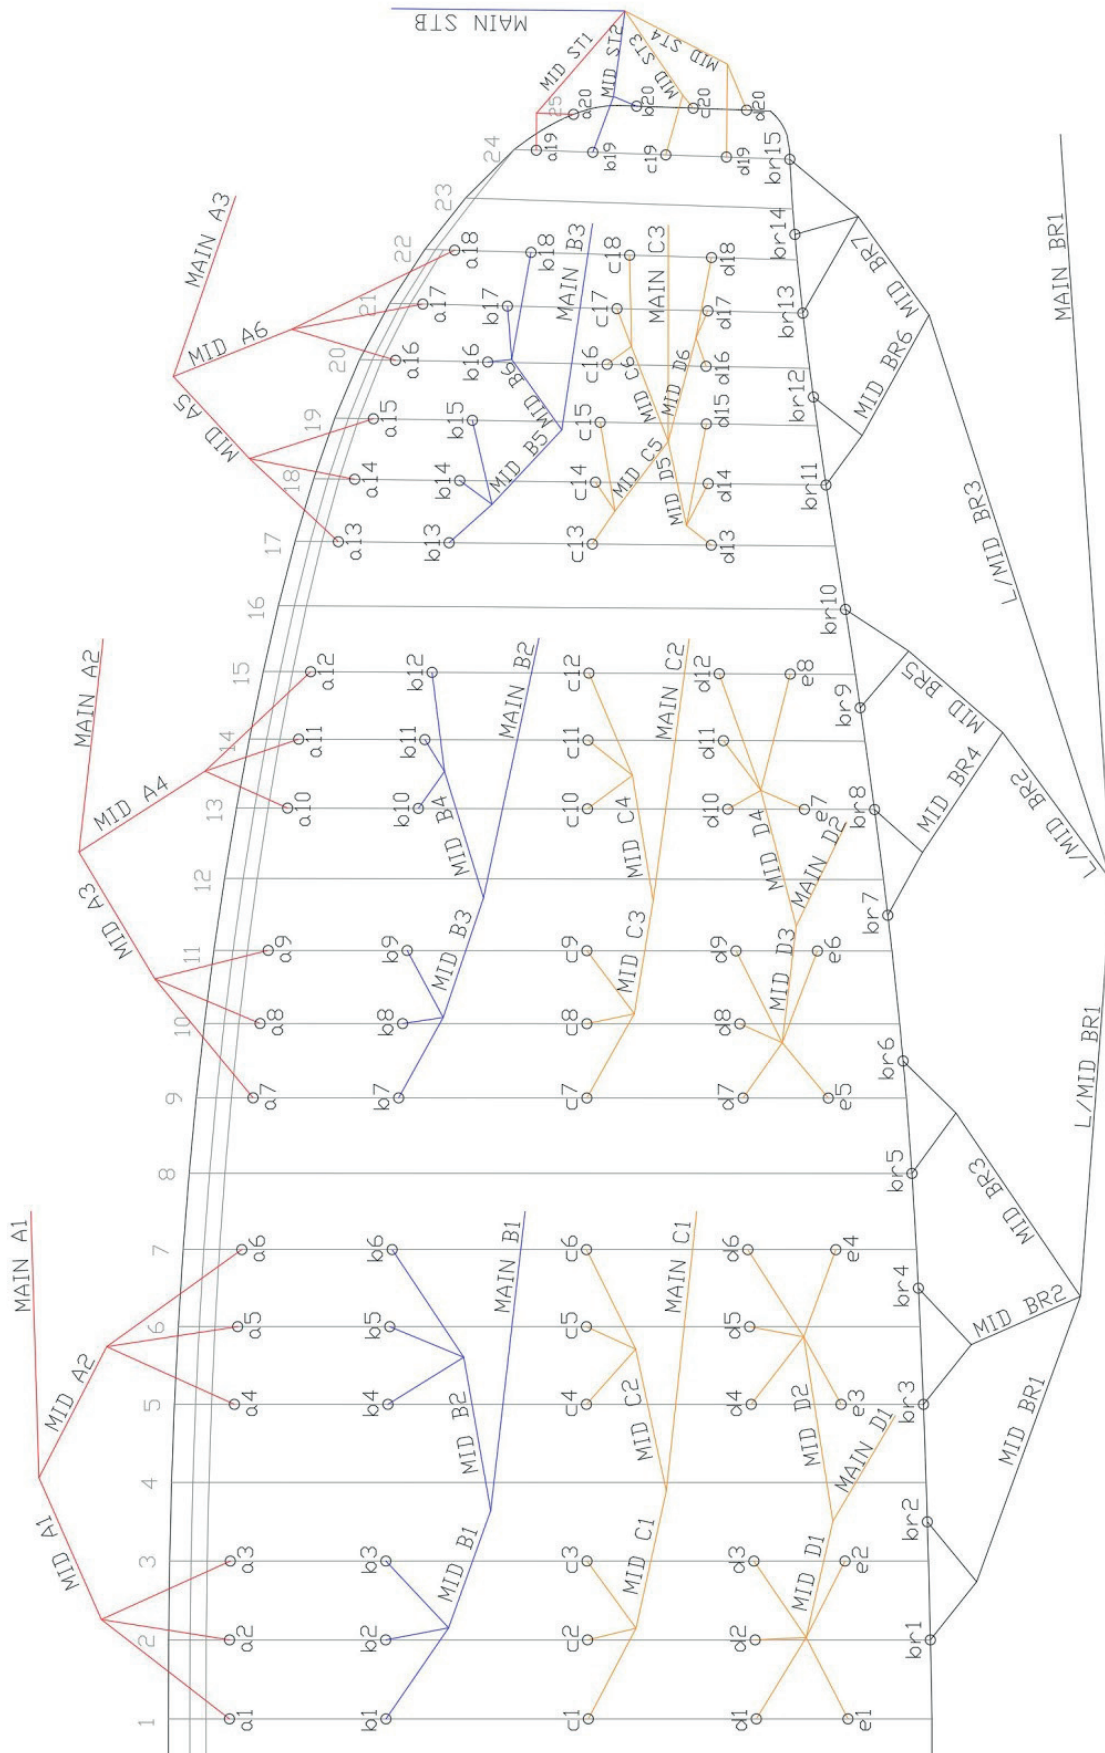 MAIN A1
MAIN A2
MAIN A3
MAIN STB
MID A1
MID A2
MID A3
MID A4
MID A5
MID A6
MID ST1
MID ST2
MID ST3
MID ST4
1
2
3
4
5
6
7
8
9
10
11
12
13
14
15
16
17
18
19
20
21
22
23
24
25
a1
a2
a3
a4
a5
a6
a7
a8
a9
a10
a11
a12
a13
a14
a15
a16
a17
a18
a19
a20
b1
b2
b3
b4
b5
b6
b7
b8
b9
b10
b11
b12
b13
b14
b15
b16
b17
b18
b19
b20
MID B1
MID B2
MAIN B1
MID B3
MID B4
MAIN B2
MID B5
MID B6
MAIN B3
c1
c2
c3
c4
c5
c6
c7
c8
c9
c10
c11
c12
c13
c14
c15
c16
c17
c18
c19
c20
MID C1
MID C2
MAIN C1
MID C3
MID C4
MAIN C2
MID C5
MID C6
MAIN C3
d1
d2
d3
d4
d5
d6
d7
d8
d9
d10
d11
d12
d13
d14
d15
d16
d17
d18
d19
d20
MID D1
MID D2
MAIN D1
MID D3
MID D4
MAIN D2
MID D5
MID D6
e1
e2
e3
e4
e5
e6
e7
e8
br1
br2
br3
br4
br5
br6
br7
br8
br9
br10
br11
br12
br13
br14
br15
MID BR1
MID BR2
MID BR3
MID BR4
MID BR5
MID BR6
MID BR7
L/MID BR1
L/MID BR2
L/MID BR3
MAIN BR1